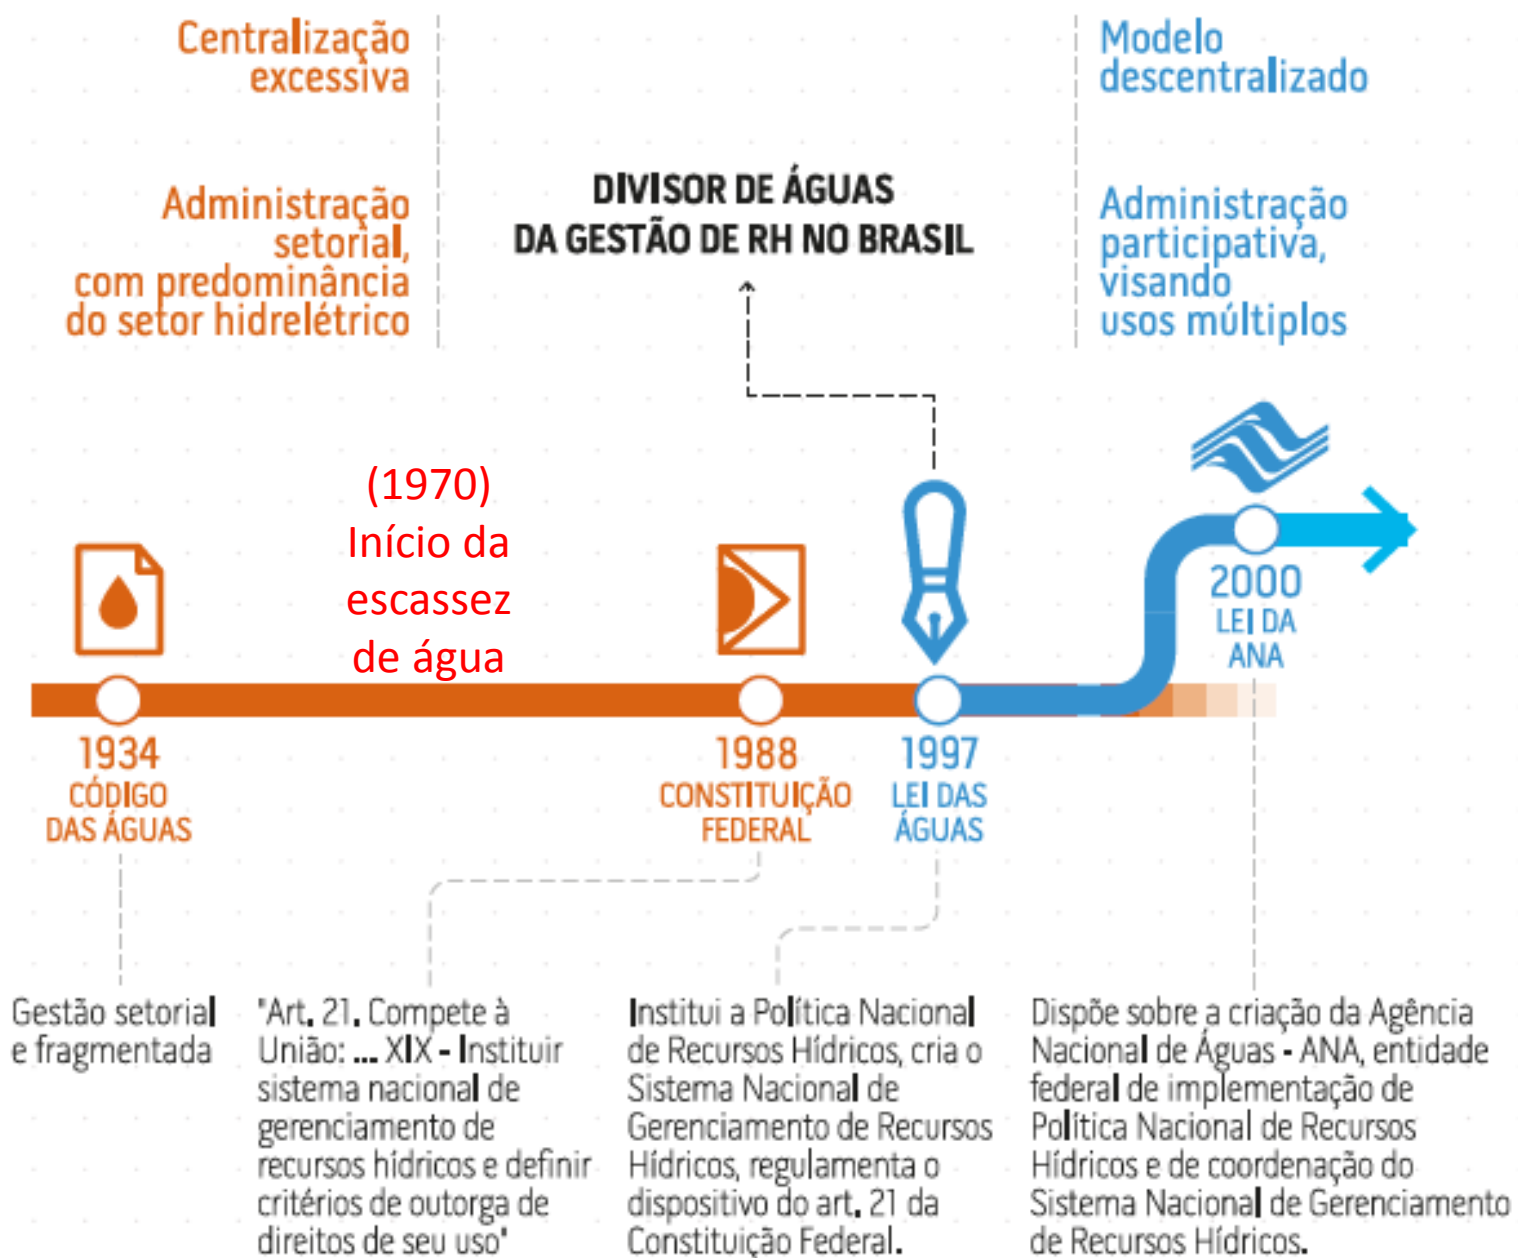 Centralização
excessiva
Administração
setorial,
com predominância
do setor hidrelétrico
DIVISOR DE ÁGUAS
DA GESTÃO DE RH NO BRASIL
Modelo
descentralizado
Administração
participativa,
visando
usos múltiplos
(1970)
Início da
escassez
de água
1934
CÓDIGO
DAS ÁGUAS
1988
CONSTITUIÇÃO
FEDERAL
1997
LEI DAS
ÁGUAS
2000
LEI DA
ANA
Gestão setorial
e fragmentada
"Art. 21. Compete à
União: ... XIX - Instituir
sistema nacional de
gerenciamento de
recursos hídricos e definir
critérios de outorga de
direitos de seu uso"
Institui a Política Nacional
de Recursos Hídricos, cria o
Sistema Nacional de
Gerenciamento de Recursos
Hídricos, regulamenta o
dispositivo do art. 21 da
Constituição Federal.
Dispõe sobre a criação da Agência
Nacional de Águas - ANA, entidade
federal de implementação de
Política Nacional de Recursos
Hídricos e de coordenação do
Sistema Nacional de Gerenciamento
de Recursos Hídricos.